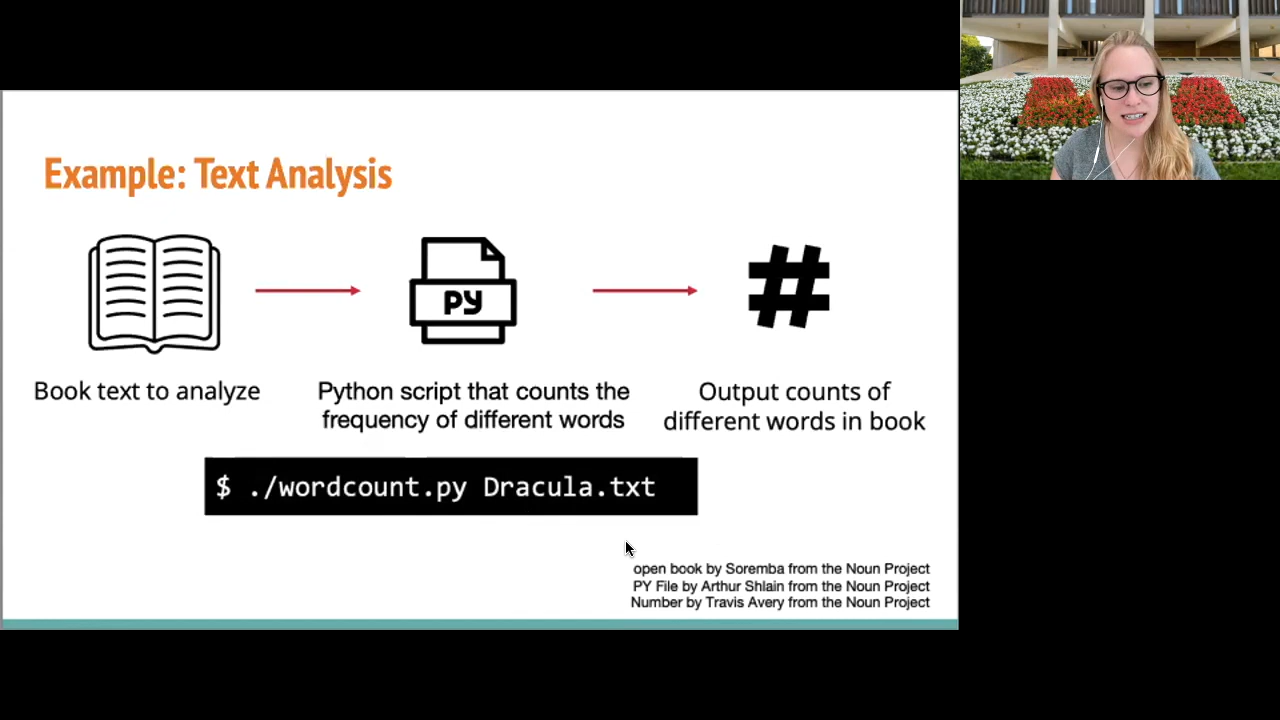 Example: Text Analysis
PY
#
Book text to analyze
Python script that counts the
frequency of different words
Output counts of
different words in book
$ ./wordcount.py Dracula.txt
open book by Soremba from the Noun Project
PY File by Arthur Shlain from the Noun Project
Number by Travis Avery from the Noun Project